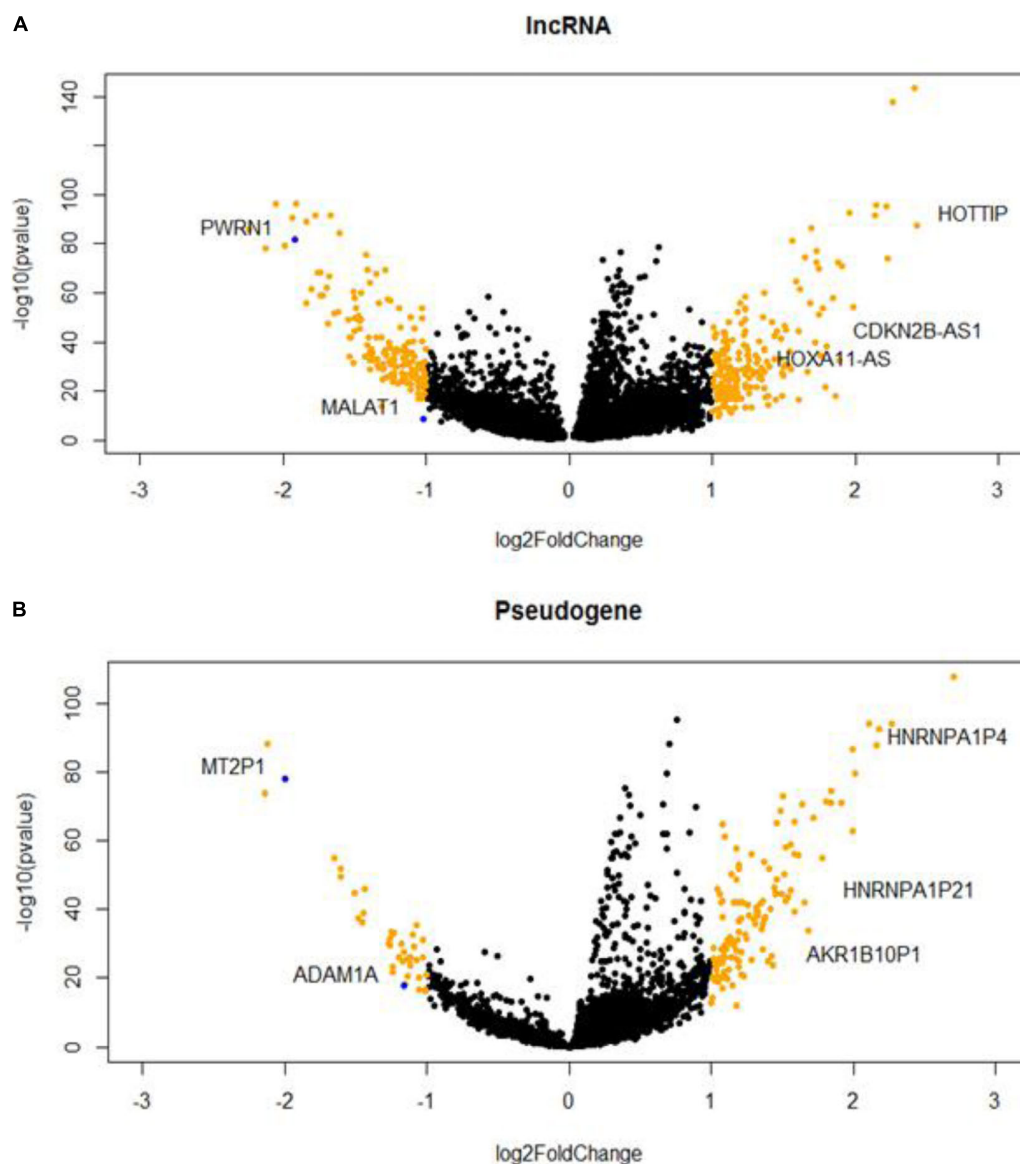 A
lncRNA
140
100
80
60
40
20
0
-log10(pvalue)
PWRN1
HOTTIP
CDKN2B-AS1
HOXA11-AS
MALAT1
-3 -2 -1 0 1 2 3
log2FoldChange
B
Pseudogene
100
80
60
40
20
0
-log10(pvalue)
HNRNPA1P4
MT2P1
HNRNPA1P21
AKR1B10P1
ADAM1A
-3 -2 -1 0 1 2 3
log2FoldChange